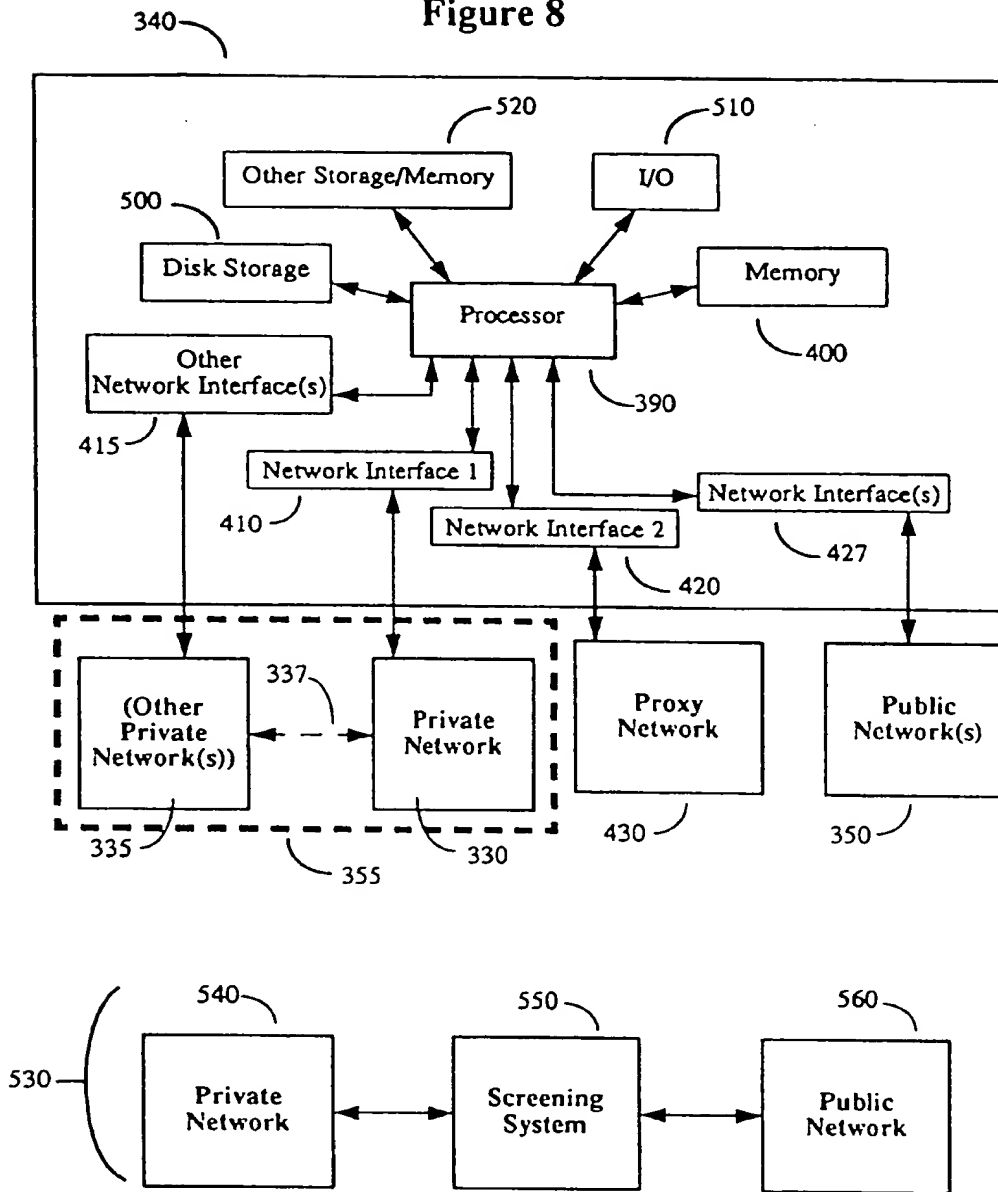 Figure 8
340
520
510
Other Storage/Memory
I/O
500
Disk Storage
Memory
Processor
400
Other
Network Interface(s)
390
415
Network Interface 1
Network Interface(s)
410
Network Interface 2
427
420
(Other
Private
Network(s))
337
Private
Network
Proxy
Network
Public
Network(s)
335
330
430
350
355
540
550
560
530
Private
Network
Screening
System
Public
Network